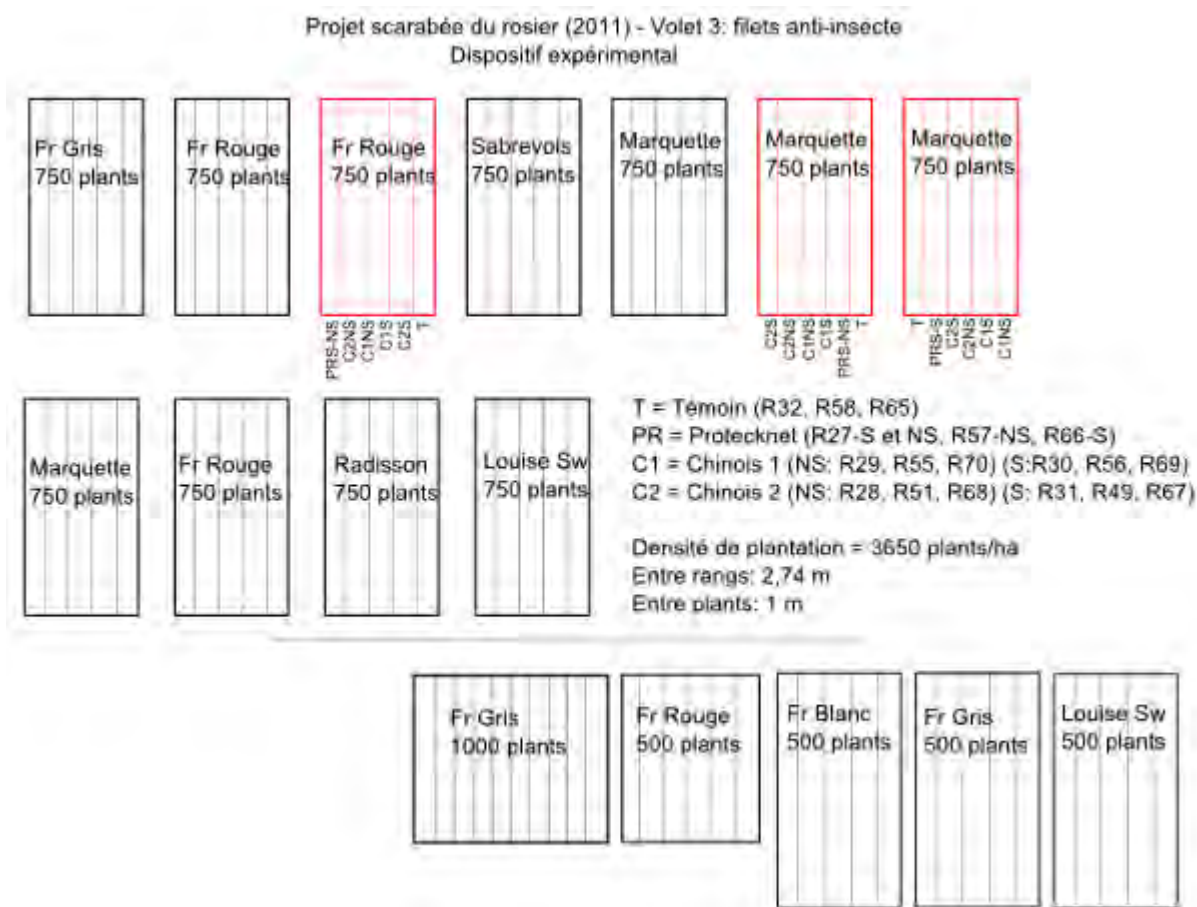 Projet scarabée du rosier (2011) - Volet 3: filets anti-insecte
Dispositif expérimental
Fr Gris
750 plants
Fr Rouge
750 plants
Fr Rouge
750 plants
Sabrevois
750 plants
Marquette
750 plants
Marquette
750 plants
Marquette
750 plants
PRS-NS
C2NS
C1NS
C1S
C2S
T
C2S
C2NS
C1NS
C1S
PRS-NS
T
T
PRS-S
C2S
C2NS
C1S
C1NS
Marquette
750 plants
Fr Rouge
750 plants
Radisson
750 plants
Louise Sw
750 plants
T = Témoin (R32, R58, R65)
PR = Protecknet (R27-S et NS, R57-NS, R66-S)
C1 = Chinois 1 (NS: R29, R55, R70) (S:R30, R56, R69)
C2 = Chinois 2 (NS: R28, R51, R68) (S: R31, R49, R67)
Densité de plantation = 3650 plants/ha
Entre rangs: 2,74 m
Entre plants: 1 m
Fr Gris
1000 plants
Fr Rouge
500 plants
Fr Blanc
500 plants
Fr Gris
500 plants
Louise Sw
500 plants